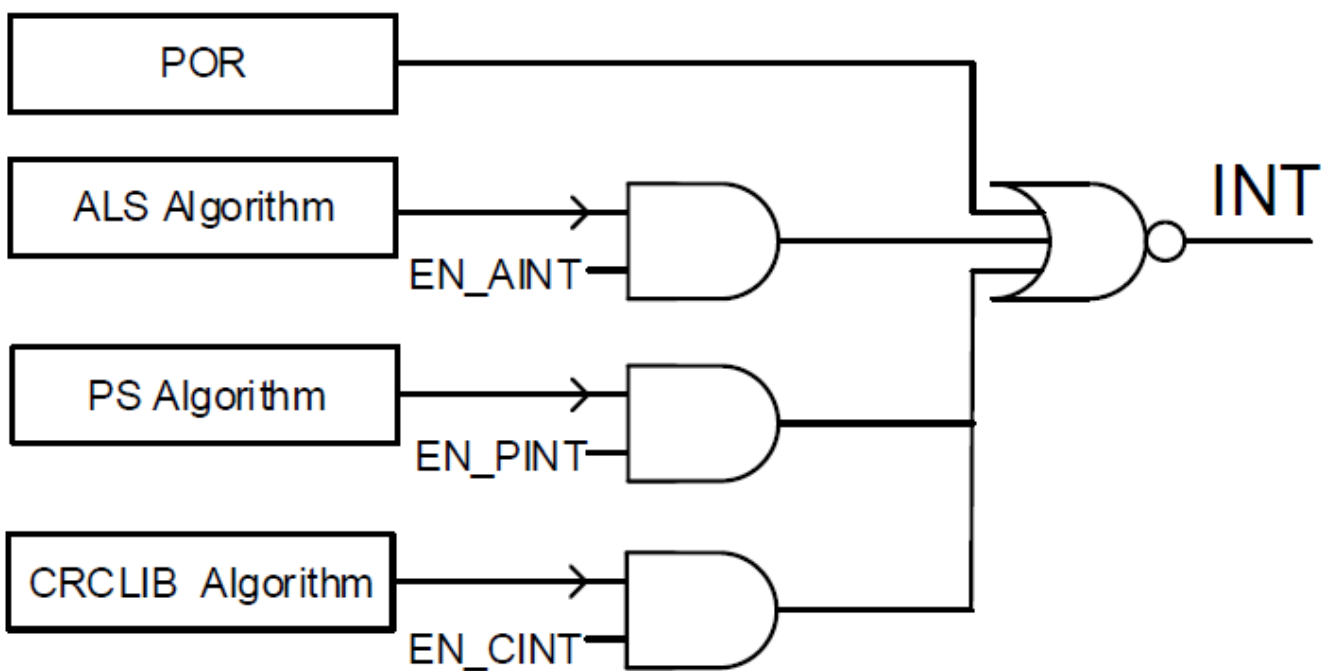 POR
INT
ALS Algorithm
EN_AINT
PS Algorithm
EN_PINT
CRCLIB Algorithm
EN_CINT